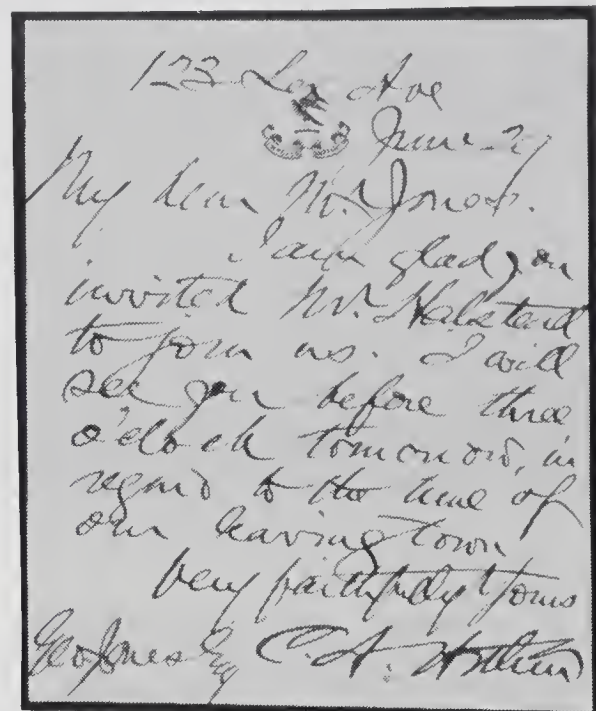 123 Lex Ave
June 27
My dear Mr. Jones.
I am glad you
invited Mr. Halstead
to join us. I will
see you before three
o'clock tomorrow, in
regard to the time of
our leaving town
very faithfully Yours
Geo Jones Esq C. A. Arthur